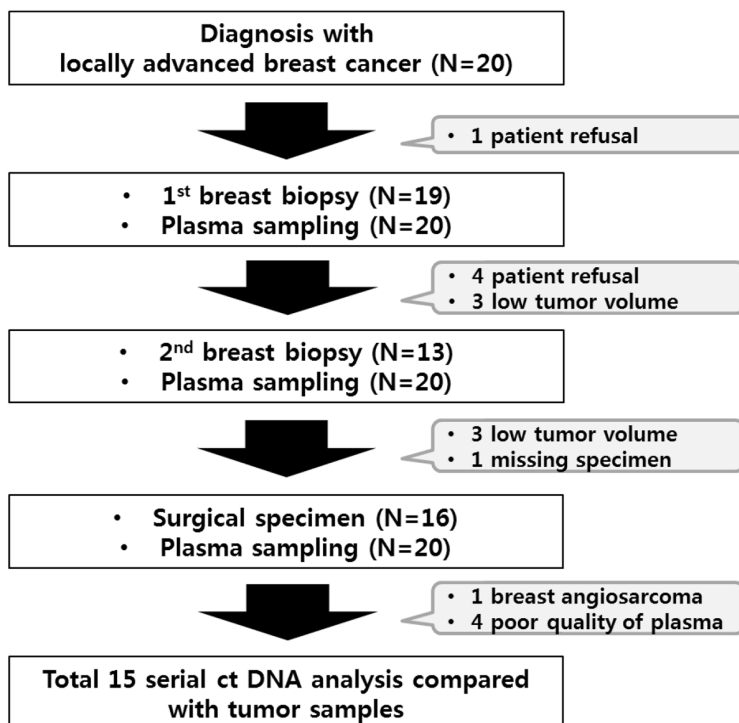 Diagnosis with
locally advanced breast cancer (N=20)
• 1 patient refusal
• 1st breast biopsy (N=19)
• Plasma sampling (N=20)
• 4 patient refusal
• 3 low tumor volume
• 2nd breast biopsy (N=13)
• Plasma sampling (N=20)
• 3 low tumor volume
• 1 missing specimen
• Surgical specimen (N=16)
• Plasma sampling (N=20)
• 1 breast angiosarcoma
• 4 poor quality of plasma
Total 15 serial ct DNA analysis compared
with tumor samples